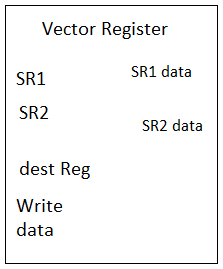 Vector Register
SR1
SR1 data
SR2
SR2 data
dest Reg
Write
data